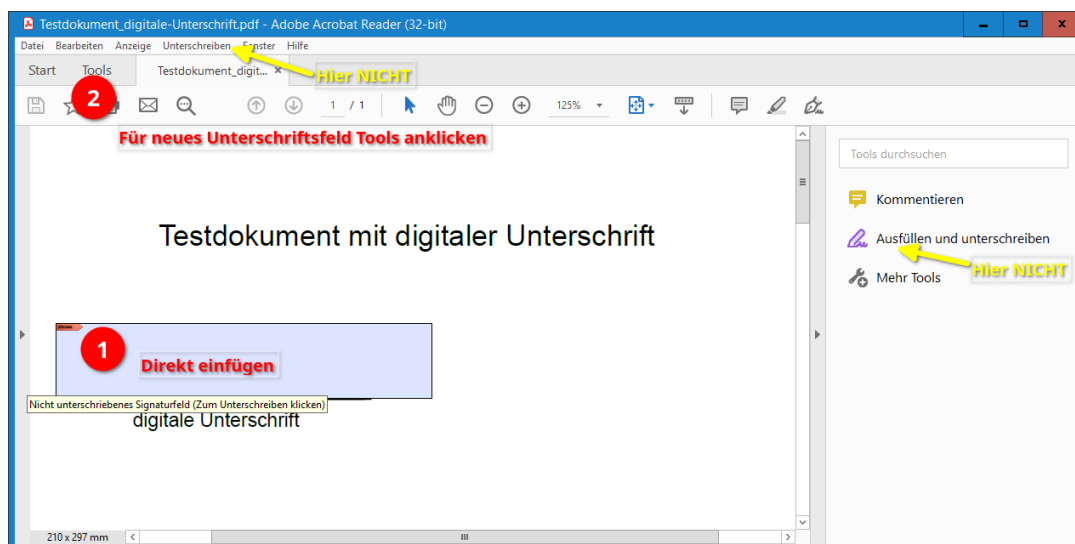 Testdokument_digitale-Unterschrift.pdf - Adobe Acrobat Reader (32-bit)
Datei Bearbeiten Anzeige Unterschreiben Fenster Hilfe
Hier NICHT
Start Tools Testdokument_digit... ×
2
1 / 1 125%
Für neues Unterschriftsfeld Tools anklicken
Tools durchsuchen
Kommentieren
Ausfüllen und unterschreiben
Hier NICHT
Mehr Tools
Testdokument mit digitaler Unterschrift
1
Direkt einfügen
Nicht unterschriebenes Signaturfeld (Zum Unterschreiben klicken)
digitale Unterschrift
210 x 297 mm